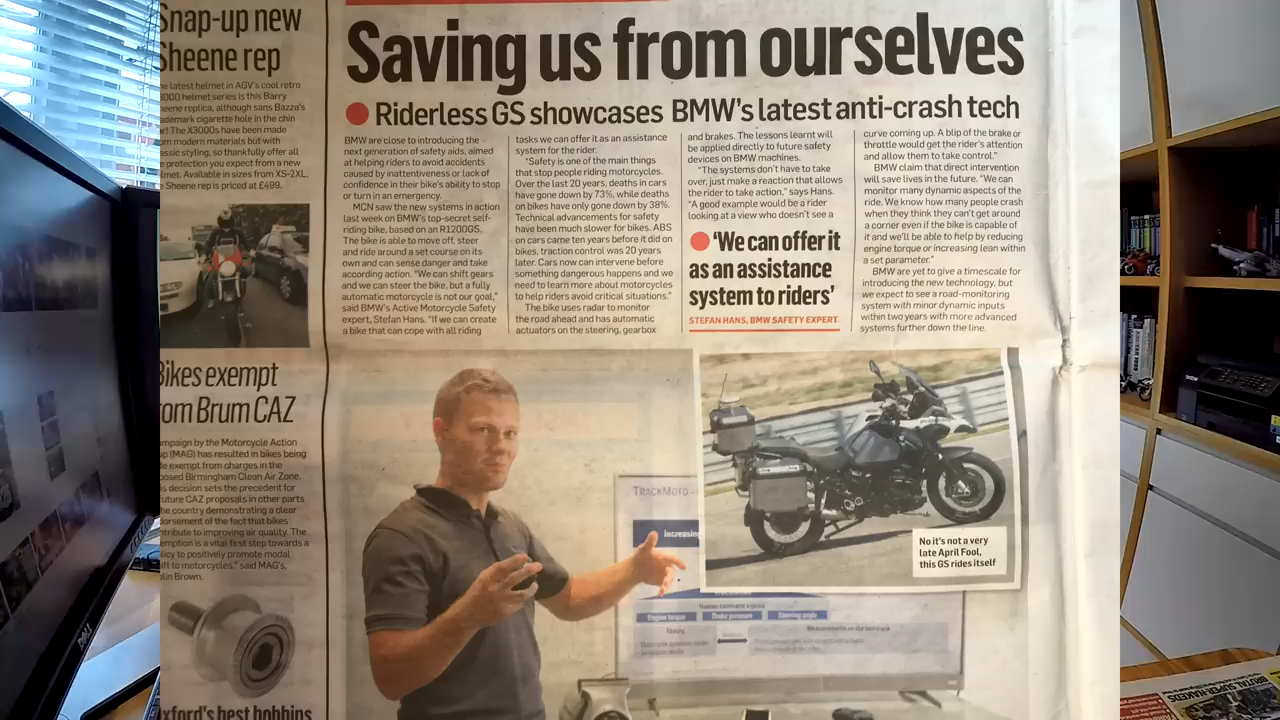 Snap-up new
Sheene rep
latest helmet in AGV's cool retro
helmet series is this Barry
replica, although sans Bazza's
cigarette hole in the chin
The X3000s have been made
modern materials but with
styling, so thankfully offer all
protection you expect from a new
Available in sizes from XS-2XL.
Sheene rep is priced at £489.
Bikes exempt
from Brum CAZ
by the Motorcycle Action
(MAG) has resulted in bikes being
exempt from charges in the
Birmingham Clean Air Zone.
decision sets the precedent for
future CAZ proposals in other parts
the country demonstrating a clear
of the fact that bikes
to improving air quality. The
is a vital first step towards a
to positively promote modal
to motorcycles," said MAG's,
Brown.
best bobbins
Saving us from ourselves
Riderless GS showcases BMW's latest anti-crash tech
BMW are close to introducing the
next generation of safety aids, aimed
at helping riders to avoid accidents
caused by inattentiveness or lack of
confidence in their bike's ability to stop
or turn in an emergency.
MCN saw the new systems in action
last week on BMW's top-secret self-
riding bike, based on an R1200GS.
The bike is able to move off, steer
and ride around a set course on its
own and can sense danger and take
according action. "We can shift gears
and we can steer the bike, but a fully
automatic motorcycle is not our goal,"
said BMW's Active Motorcycle Safety
expert, Stefan Hans. "If we can create
a bike that can cope with all riding
tasks we can offer it as an assistance
system for the rider.
"Safety is one of the main things
that stop people riding motorcycles.
Over the last 20 years, deaths in cars
have gone down by 73%, while deaths
on bikes have only gone down by 38%.
Technical advancements for safety
have been much slower for bikes. ABS
on cars came ten years before it did on
bikes, traction control was 20 years
later. Cars now can intervene before
something dangerous happens and we
need to learn more about motorcycles
to help riders avoid critical situations."
The bike uses radar to monitor
the road ahead and has automatic
actuators on the steering, gearbox
and brakes. The lessons learnt will
be applied directly to future safety
devices on BMW machines.
"The systems don't have to take
over, just make a reaction that allows
the rider to take action," says Hans.
"A good example would be a rider
looking at a view who doesn't see a
'We can offer it
as an assistance
system to riders'
STEFAN HANS, BMW SAFETY EXPERT
curve coming up. A blip of the brake or
throttle would get the rider's attention
and allow them to take control."
BMW claim that direct intervention
will save lives in the future. "We can
monitor many dynamic aspects of the
ride. We know how many people crash
when they think they can't get around
a corner even if the bike is capable of
it and we'll be able to help by reducing
engine torque or increasing lean within
a set parameter."
BMW are yet to give a timescale for
introducing the new technology, but
we expect to see a road-monitoring
system with minor dynamic inputs
within two years with more advanced
systems further down the line.
TRACKMOTO
Increasing
No it's not a very
late April Fool,
this GS rides itself
Engine torque
Brake pressure
Steering angle
Theory
DELL
BRUTAL SUPER-NAKEDS